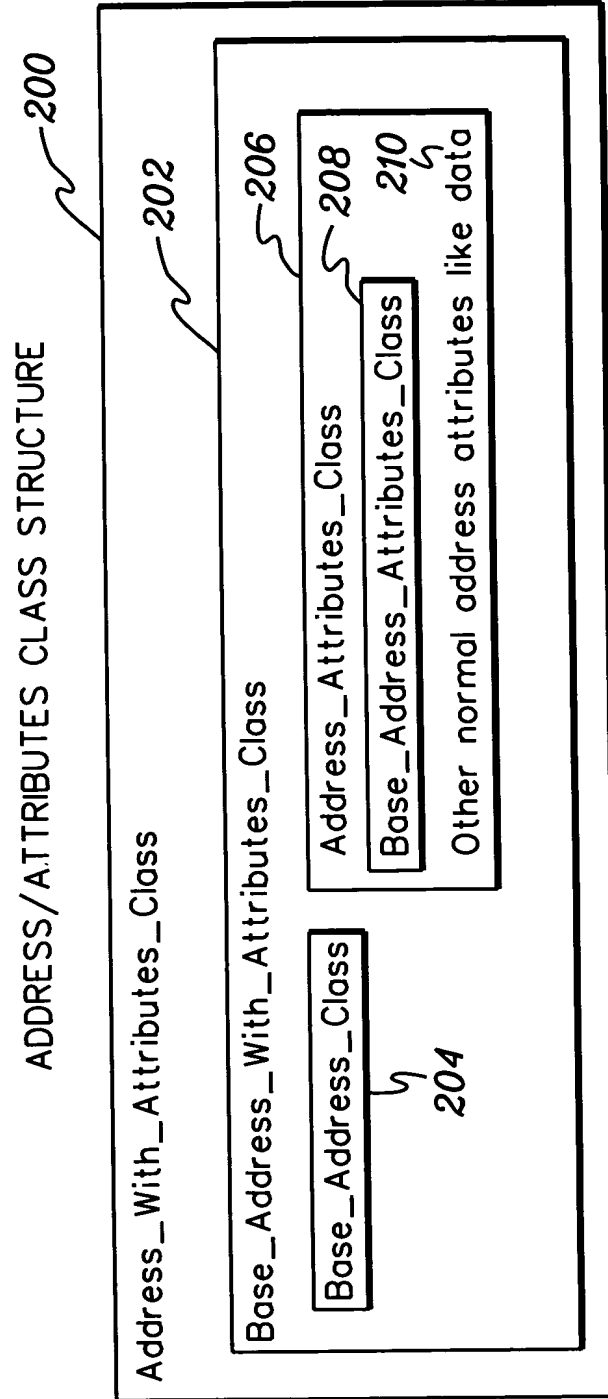 ADDRESS/ATTRIBUTES CLASS STRUCTURE
200
Address_With_Attributes_Class
202
Base_Address_With_Attributes_Class
206
Base_Address_Class
204
Address_Attributes_Class
208
Base_Address_Attributes_Class
210
Other normal address attributes like data